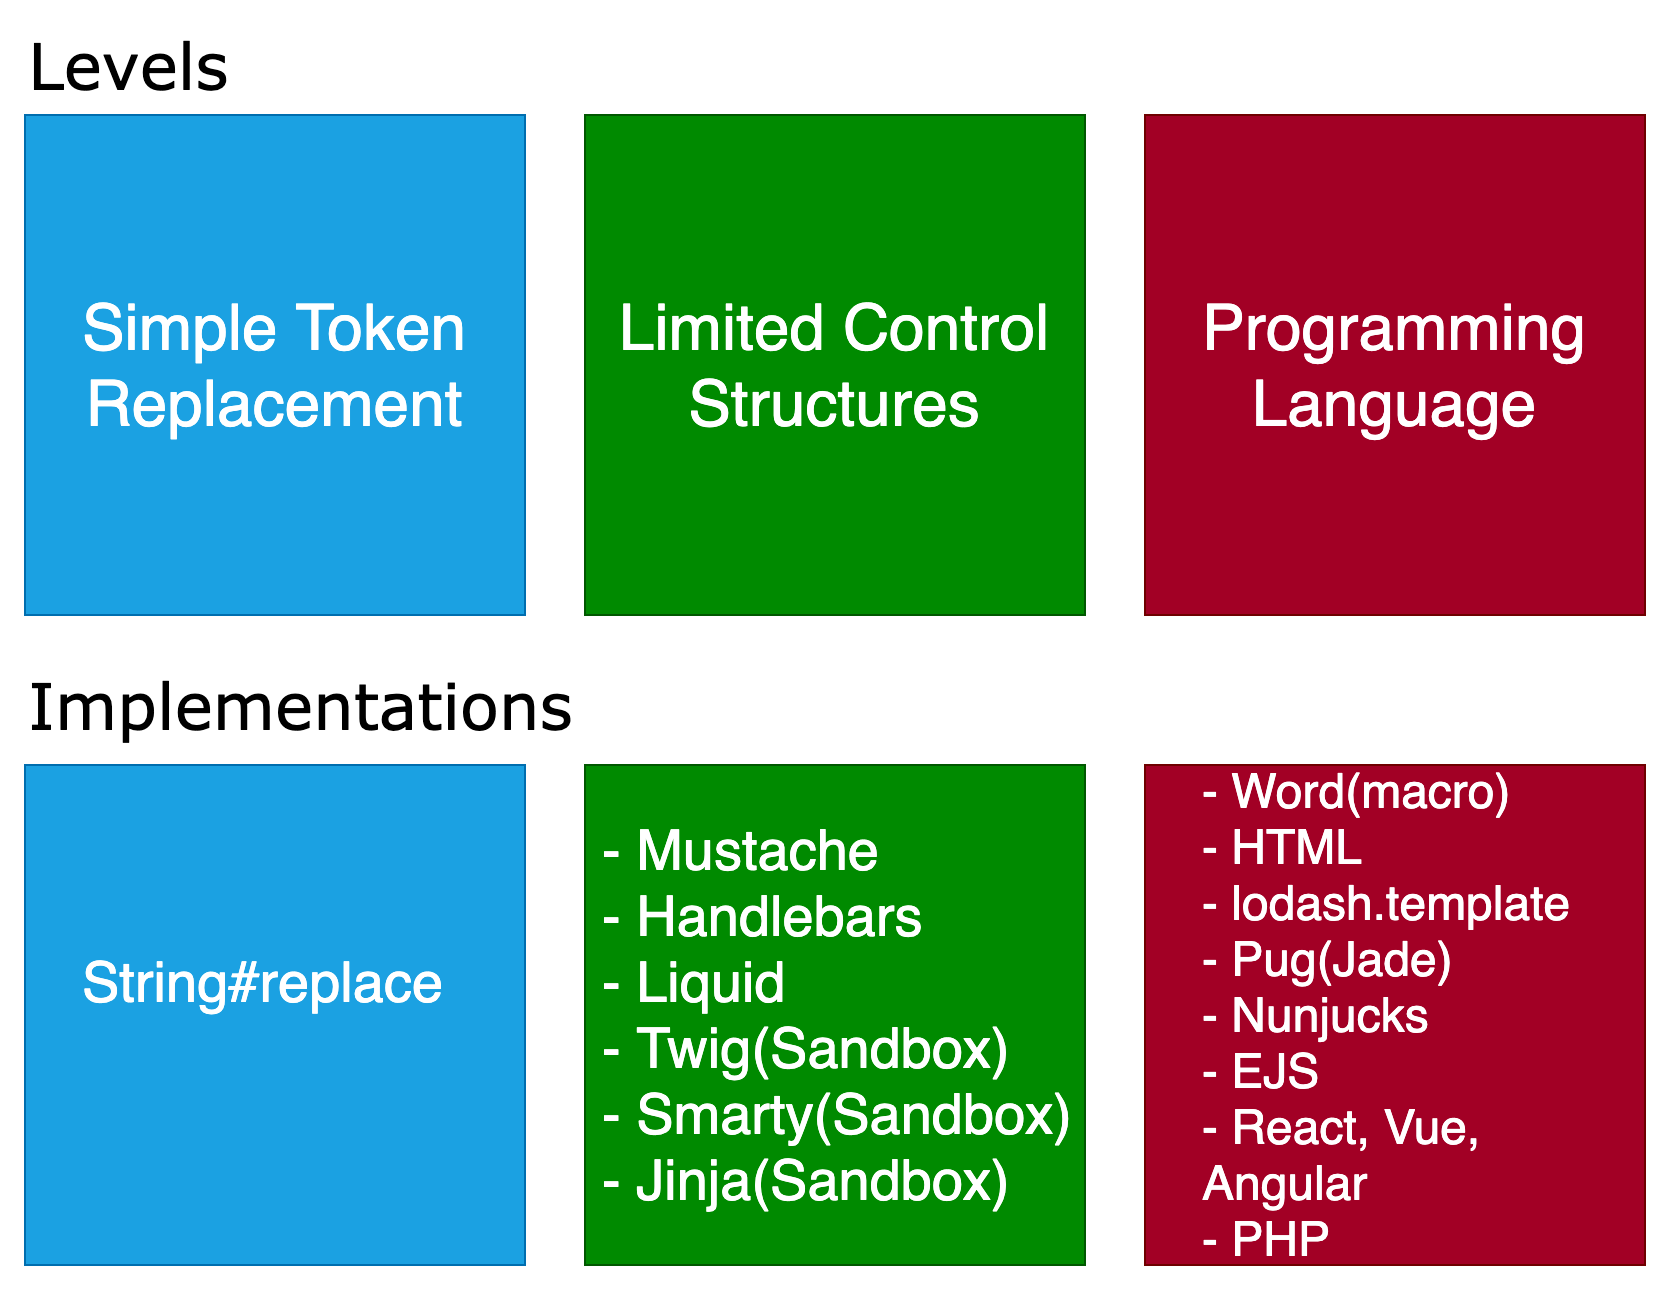 Levels
Simple Token
Replacement
Limited Control
Structures
Programming
Language
Implementations
String#replace
- Mustache
- Handlebars
- Liquid
- Twig(Sandbox)
- Smarty(Sandbox)
- Jinja(Sandbox)
- Word(macro)
- HTML
- lodash.template
- Pug(Jade)
- Nunjucks
- EJS
- React, Vue,
Angular
- PHP